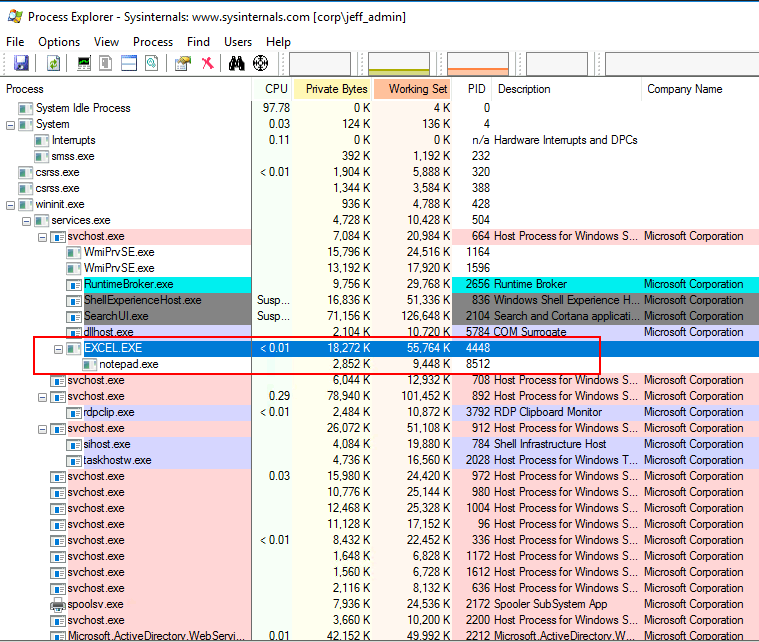 Process Explorer - Sysinternals: www.sysinternals.com [corp\jeff_admin]
File Options View Process Find Users Help
Process CPU Private Bytes Working Set PID Description Company Name
System Idle Process 97.78 0 K 4 K 0
System 0.03 124 K 136 K 4
Interrupts 0.11 0 K 0 K n/a Hardware Interrupts and DPCs
smss.exe 392 K 1,192 K 232
csrss.exe < 0.01 1,904 K 5,888 K 320
csrss.exe 1,344 K 3,584 K 388
wininit.exe 936 K 4,788 K 428
services.exe 4,728 K 10,428 K 504
svchost.exe 7,084 K 20,984 K 664 Host Process for Windows S... Microsoft Corporation
WmiPrvSE.exe 15,796 K 24,516 K 1164
WmiPrvSE.exe 13,192 K 17,920 K 1596
RuntimeBroker.exe 9,756 K 29,768 K 2656 Runtime Broker Microsoft Corporation
ShellExperienceHost.exe Susp... 16,836 K 51,336 K 836 Windows Shell Experience H... Microsoft Corporation
SearchUI.exe Susp... 71,156 K 126,648 K 2104 Search and Cortana applicati... Microsoft Corporation
dllhost.exe 2,104 K 10,720 K 5784 COM Surrogate Microsoft Corporation
EXCEL.EXE < 0.01 18,272 K 55,764 K 4448
notepad.exe 2,852 K 9,448 K 8512
svchost.exe 6,044 K 12,932 K 708 Host Process for Windows S... Microsoft Corporation
svchost.exe 0.29 78,940 K 101,452 K 892 Host Process for Windows S... Microsoft Corporation
rdpclip.exe < 0.01 2,484 K 10,872 K 3792 RDP Clipboard Monitor Microsoft Corporation
svchost.exe 26,072 K 51,108 K 912 Host Process for Windows S... Microsoft Corporation
sihost.exe 4,084 K 19,880 K 784 Shell Infrastructure Host Microsoft Corporation
taskhostw.exe 4,736 K 16,560 K 2028 Host Process for Windows T... Microsoft Corporation
svchost.exe 0.03 15,980 K 24,420 K 972 Host Process for Windows S... Microsoft Corporation
svchost.exe 10,776 K 25,144 K 980 Host Process for Windows S... Microsoft Corporation
svchost.exe 12,468 K 25,328 K 1004 Host Process for Windows S... Microsoft Corporation
svchost.exe 11,128 K 17,152 K 96 Host Process for Windows S... Microsoft Corporation
svchost.exe < 0.01 8,432 K 22,452 K 336 Host Process for Windows S... Microsoft Corporation
svchost.exe 1,648 K 6,828 K 1172 Host Process for Windows S... Microsoft Corporation
svchost.exe 1,560 K 6,728 K 1612 Host Process for Windows S... Microsoft Corporation
svchost.exe 2,116 K 8,132 K 636 Host Process for Windows S... Microsoft Corporation
spoolsv.exe 7,936 K 24,536 K 2172 Spooler SubSystem App Microsoft Corporation
svchost.exe 3,660 K 10,200 K 2200 Host Process for Windows S... Microsoft Corporation
Microsoft.ActiveDirectory.WebServi... 0.01 42,152 K 49,992 K 2212 Microsoft.ActiveDirectory.W... Microsoft Corporation